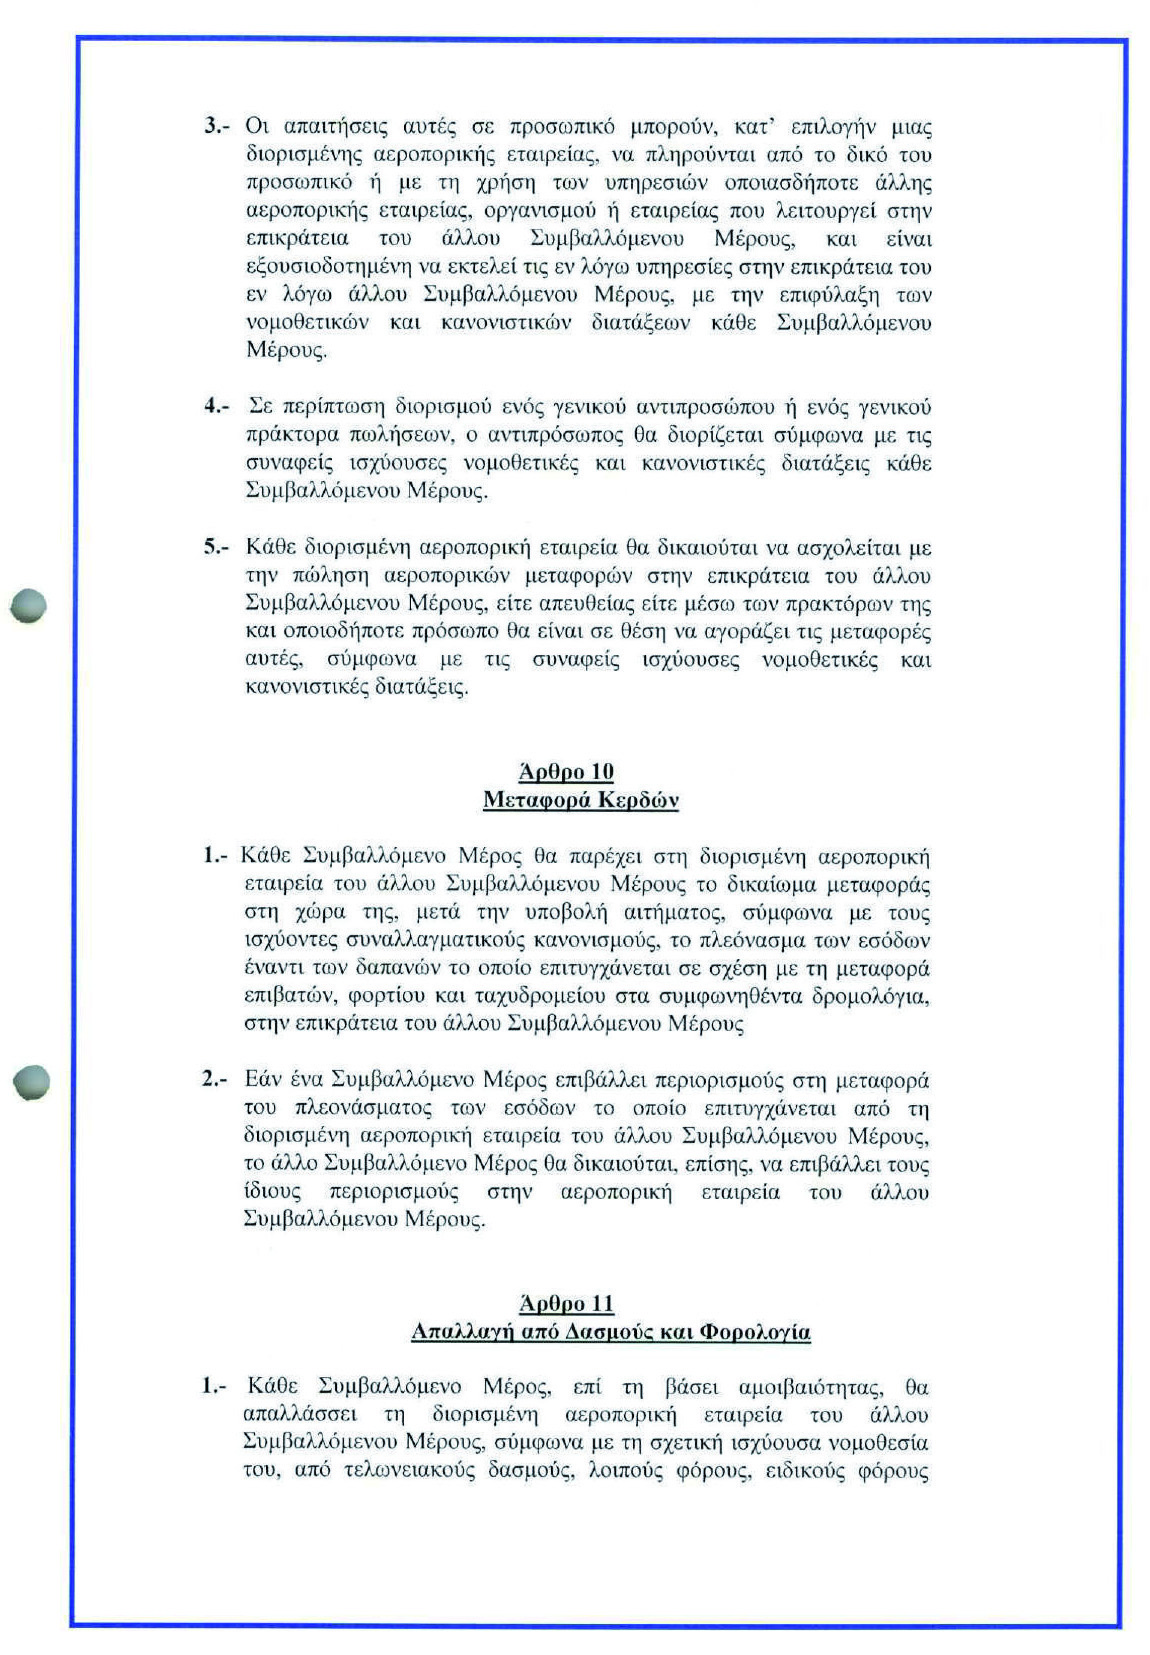 3.- Οι απαιτήσεις αυτές σε προσωπικό μπορούν, κατ’ επιλογήν μιας
διορισμένης αεροπορικής εταιρείας, να πληρούνται από το δικό του
προσωπικό ή με τη χρήση των υπηρεσιών οποιασδήποτε άλλης
αεροπορικής εταιρείας, οργανισμού ή εταιρείας που λειτουργεί στην
επικράτεια του άλλου Συμβαλλόμενου Μέρους, και είναι
εξουσιοδοτημένη να εκτελεί τις εν λόγω υπηρεσίες στην επικράτεια του
εν λόγω άλλου Συμβαλλόμενου Μέρους, με την επιφύλαξη των
νομοθετικών και κανονιστικών διατάξεων κάθε Συμβαλλόμενου
Μέρους.
4.- Σε περίπτωση διορισμού ενός γενικού αντιπροσώπου ή ενός γενικού
πράκτορα πωλήσεων, ο αντιπρόσωπος θα διορίζεται σύμφωνα με τις
συναφείς ισχύουσες νομοθετικές και κανονιστικές διατάξεις κάθε
Συμβαλλόμενου Μέρους.
5.- Κάθε διορισμένη αεροπορική εταιρεία θα δικαιούται να ασχολείται με
την πώληση αεροπορικών μεταφορών στην επικράτεια του άλλου
Συμβαλλόμενου Μέρους, είτε απευθείας είτε μέσω των πρακτόρων της
και οποιοδήποτε πρόσωπο θα είναι σε θέση να αγοράζει τις μεταφορές
αυτές, σύμφωνα με τις συναφείς ισχύουσες νομοθετικές και
κανονιστικές διατάξεις.
Άρθρο 10
Μεταφορά Κερδών
1.- Κάθε Συμβαλλόμενο Μέρος θα παρέχει στη διορισμένη αεροπορική
εταιρεία του άλλου Συμβαλλόμενου Μέρους το δικαίωμα μεταφοράς
στη χώρα της, μετά την υποβολή αιτήματος, σύμφωνα με τους
ισχύοντες συναλλαγματικούς κανονισμούς, το πλεόνασμα των εσόδων
έναντι των δαπανών το οποίο επιτυγχάνεται σε σχέση με τη μεταφορά
επιβατών, φορτίου και ταχυδρομείου στα συμφωνηθέντα δρομολόγια,
στην επικράτεια του άλλου Συμβαλλόμενου Μέρους
2.- Εάν ένα Συμβαλλόμενο Μέρος επιβάλλει περιορισμούς στη μεταφορά
του πλεονάσματος των εσόδων το οποίο επιτυγχάνεται από τη
διορισμένη αεροπορική εταιρεία του άλλου Συμβαλλόμενου Μέρους,
το άλλο Συμβαλλόμενο Μέρος θα δικαιούται, επίσης, να επιβάλλει τους
ίδιους περιορισμούς στην αεροπορική εταιρεία του άλλου
Συμβαλλόμενου Μέρους.
Άρθρο 11
Απαλλαγή από Δασμούς και Φορολογία
1.- Κάθε Συμβαλλόμενο Μέρος, επί τη βάσει αμοιβαιότητας, θα
απαλλάσσει τη διορισμένη αεροπορική εταιρεία του άλλου
Συμβαλλόμενου Μέρους, σύμφωνα με τη σχετική ισχύουσα νομοθεσία
του, από τελωνειακούς δασμούς, λοιπούς φόρους, ειδικούς φόρους